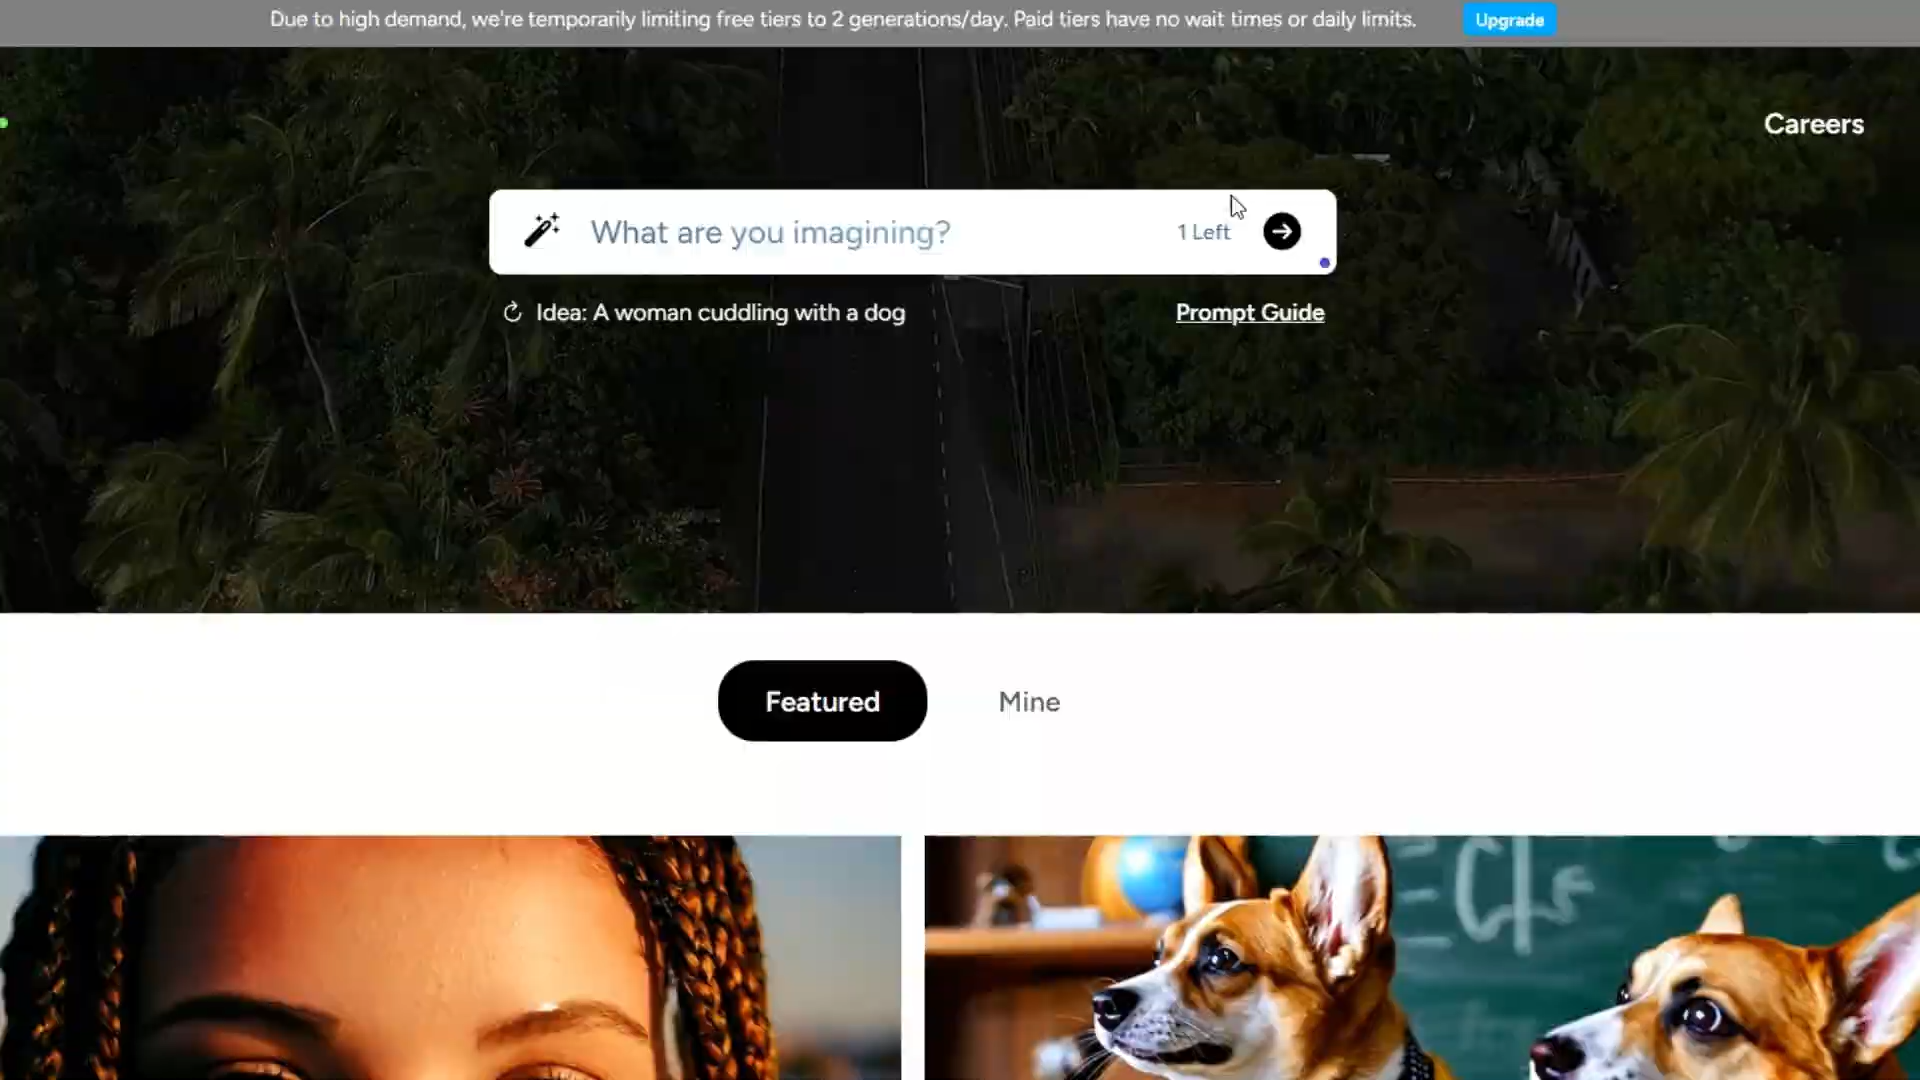 Due to high demand, we're temporarily limiting free tiers to 2 generations/day. Paid tiers have no wait times or daily limits. Upgrade
Careers
What are you imagining? 1 Left
Idea: A woman cuddling with a dog Prompt Guide
Featured Mine